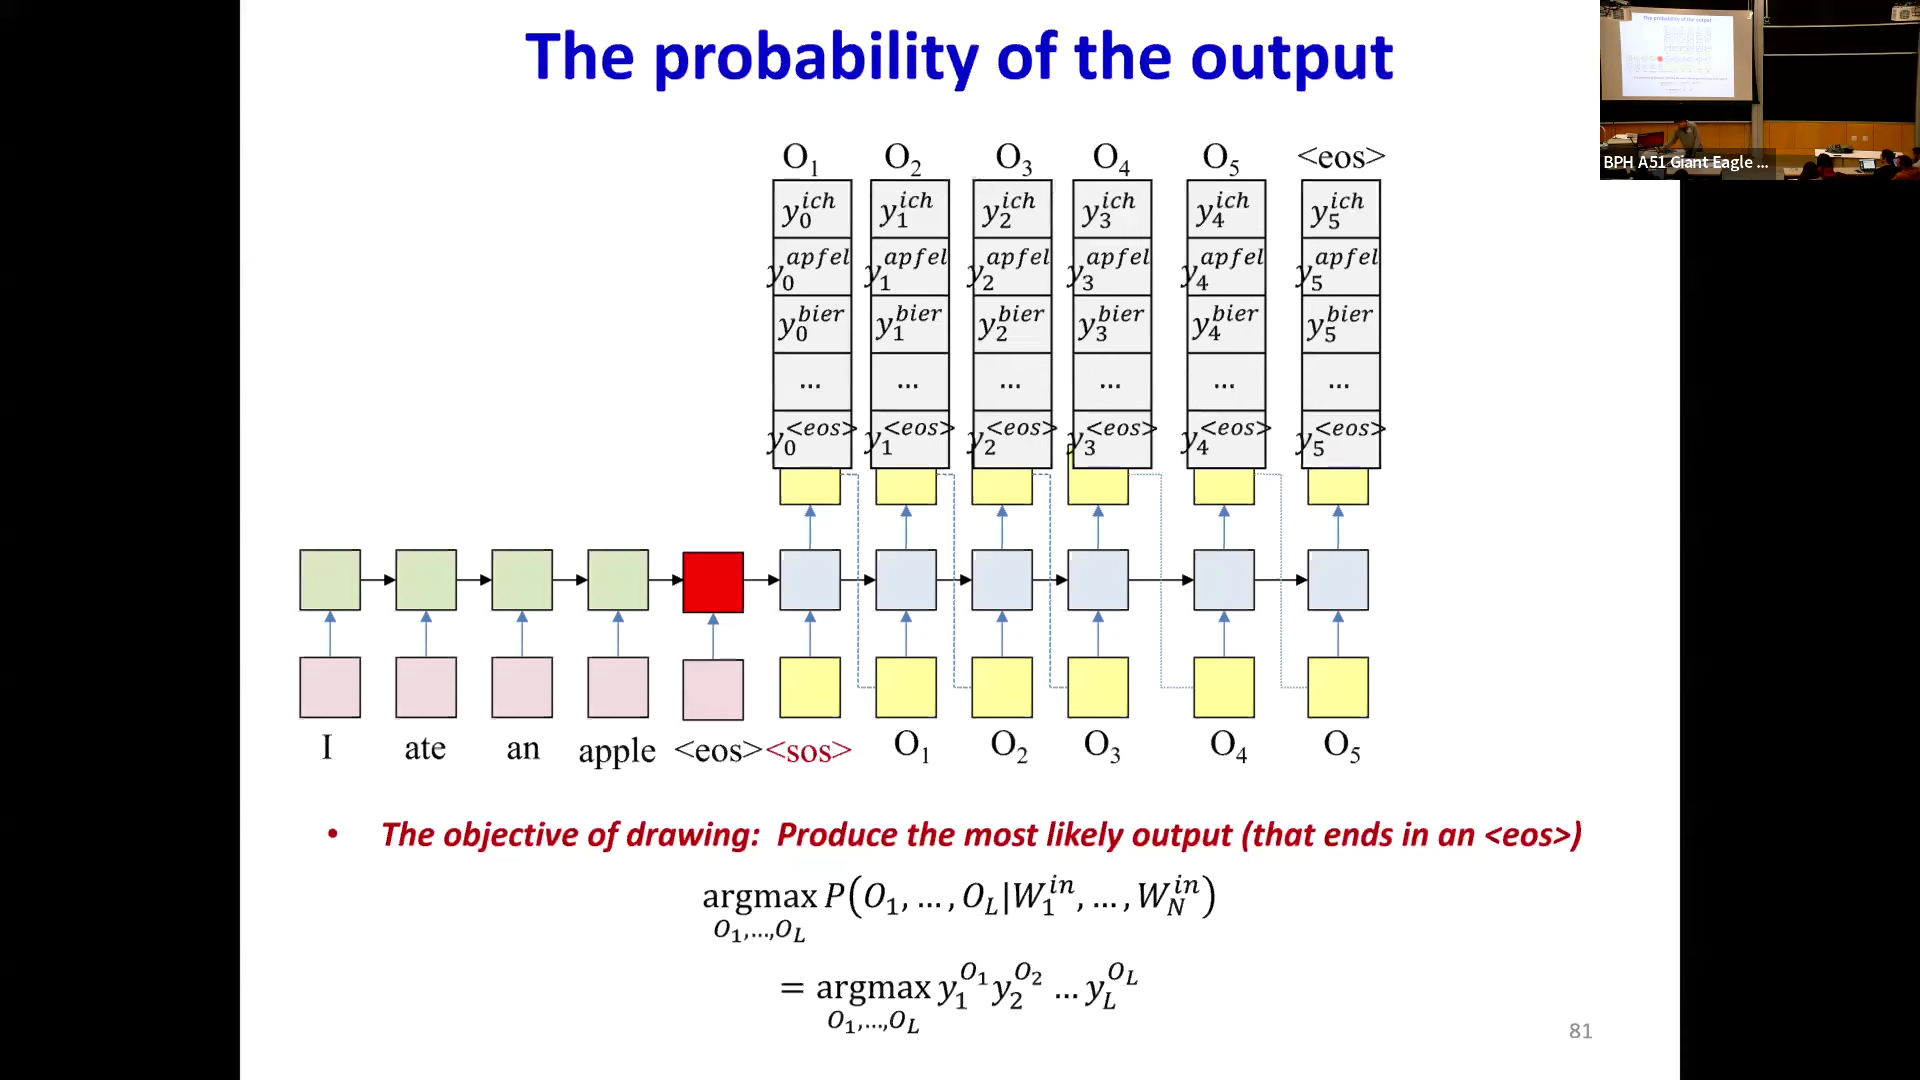 The probability of the output
BPH A51 Giant Eagle ...
O₁ O₂ O₃ O₄ O₅ <eos>
y₀^ich y₁^ich y₂^ich y₃^ich y₄^ich y₅^ich
y₀^apfel y₁^apfel y₂^apfel y₃^apfel y₄^apfel y₅^apfel
y₀^bier y₁^bier y₂^bier y₃^bier y₄^bier y₅^bier
... ... ... ... ... ...
y₀^<eos> y₁^<eos> y₂^<eos> y₃^<eos> y₄^<eos> y₅^<eos>
I ate an apple <eos> <sos> O₁ O₂ O₃ O₄ O₅
• The objective of drawing: Produce the most likely output (that ends in an <eos>)
argmax P(O₁, ..., O_L|W₁^in, ..., W_N^in)
O₁,...,O_L
= argmax y₁^O₁ y₂^O₂ ... y_L^O_L
O₁,...,O_L
81